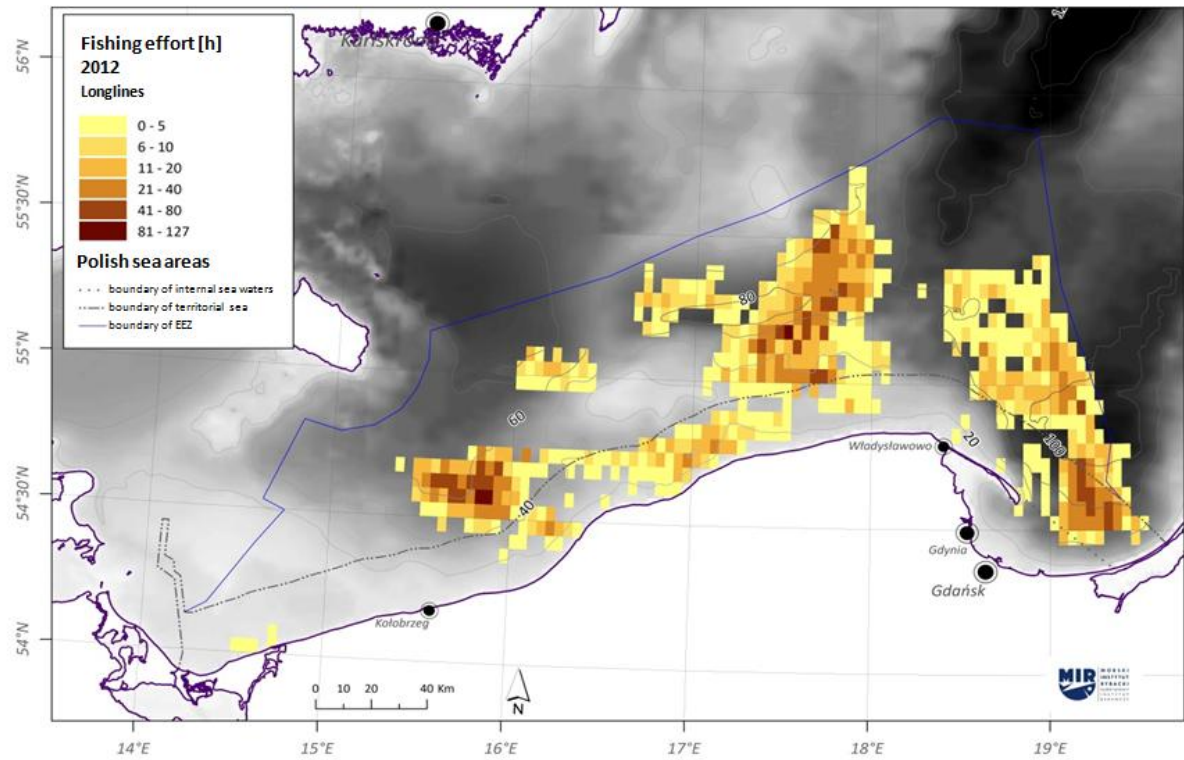 Fishing effort [h]
2012
Longlines
0 - 5
6 - 10
11 - 20
21 - 40
41 - 80
81 - 127
Polish sea areas
boundary of internal sea waters
boundary of territorial sea
boundary of EEZ
56°N
55°30'N
55°N
54°30'N
54°N
80
60
40
20
100
Władysławowo
Gdynia
Gdańsk
Kołobrzeg
0 10 20 40 Km
N
MIR
MORSKI
INSTYTUT
RYBACKI
14°E 15°E 16°E 17°E 18°E 19°E